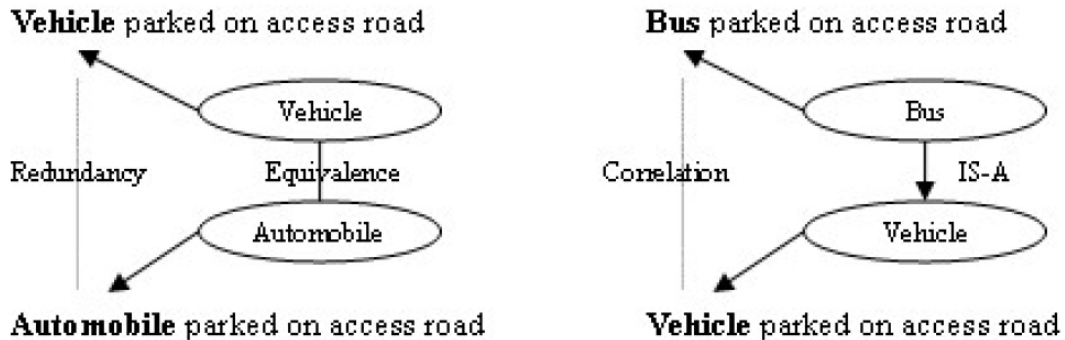 Vehicle parked on access road
Vehicle
Redundancy
Equivalence
Automobile
Automobile parked on access road
Bus parked on access road
Bus
Correlation
IS-A
Vehicle
Vehicle parked on access road